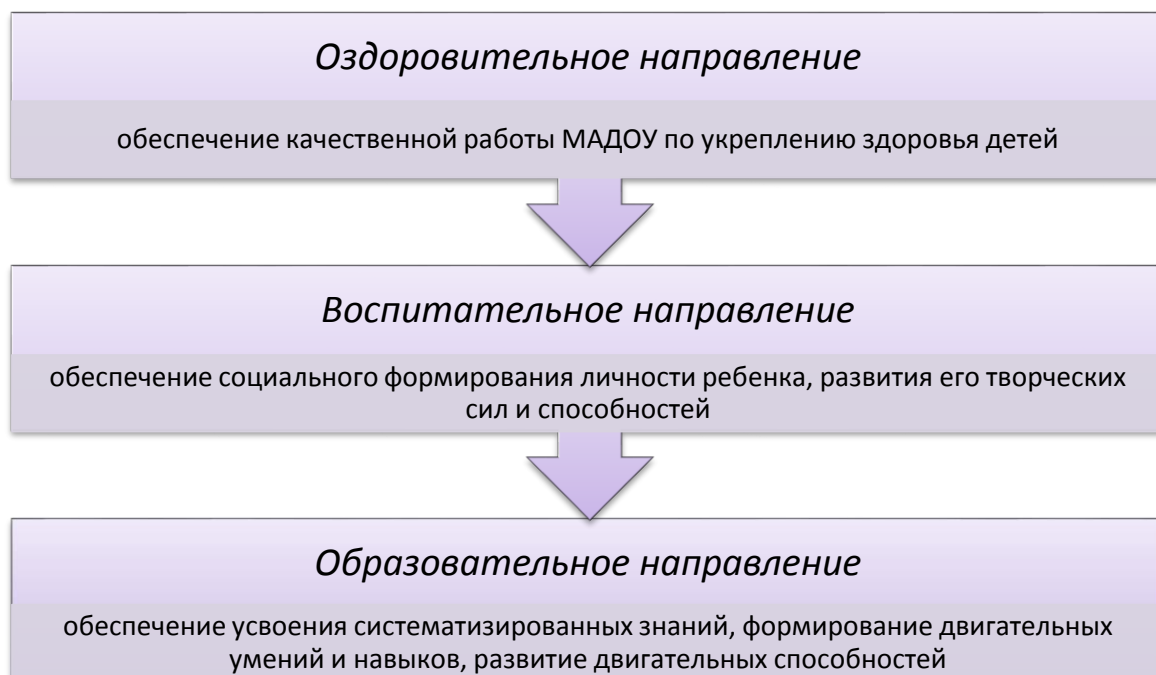 Оздоровительное направление
обеспечение качественной работы МАДОУ по укреплению здоровья детей
Воспитательное направление
обеспечение социального формирования личности ребенка, развития его творческих
сил и способностей
Образовательное направление
обеспечение усвоения систематизированных знаний, формирование двигательных
умений и навыков, развитие двигательных способностей